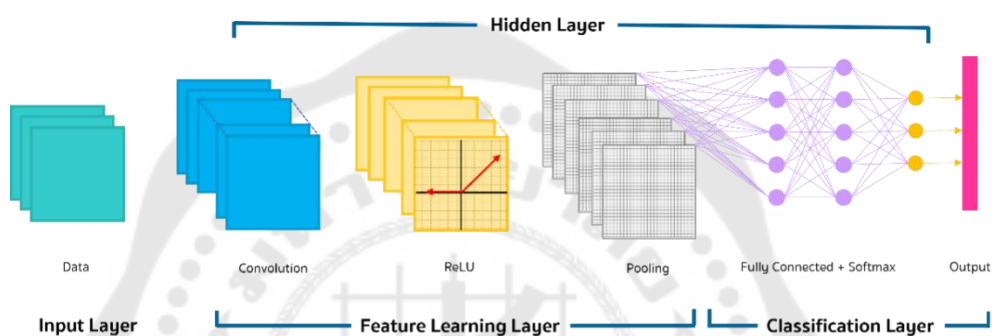 Hidden Layer
Data
Convolution
ReLU
Pooling
Fully Connected + Softmax
Output
Input Layer
Feature Learning Layer
Classification Layer